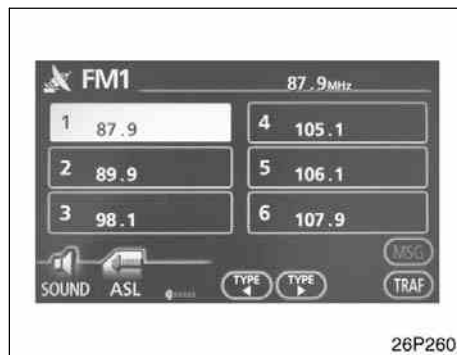 FM1 87.9MHz
1 87.9
2 89.9
3 98.1
4 105.1
5 106.1
6 107.9
MSG
SOUND ASL TYPE TYPE TRAF
26P260